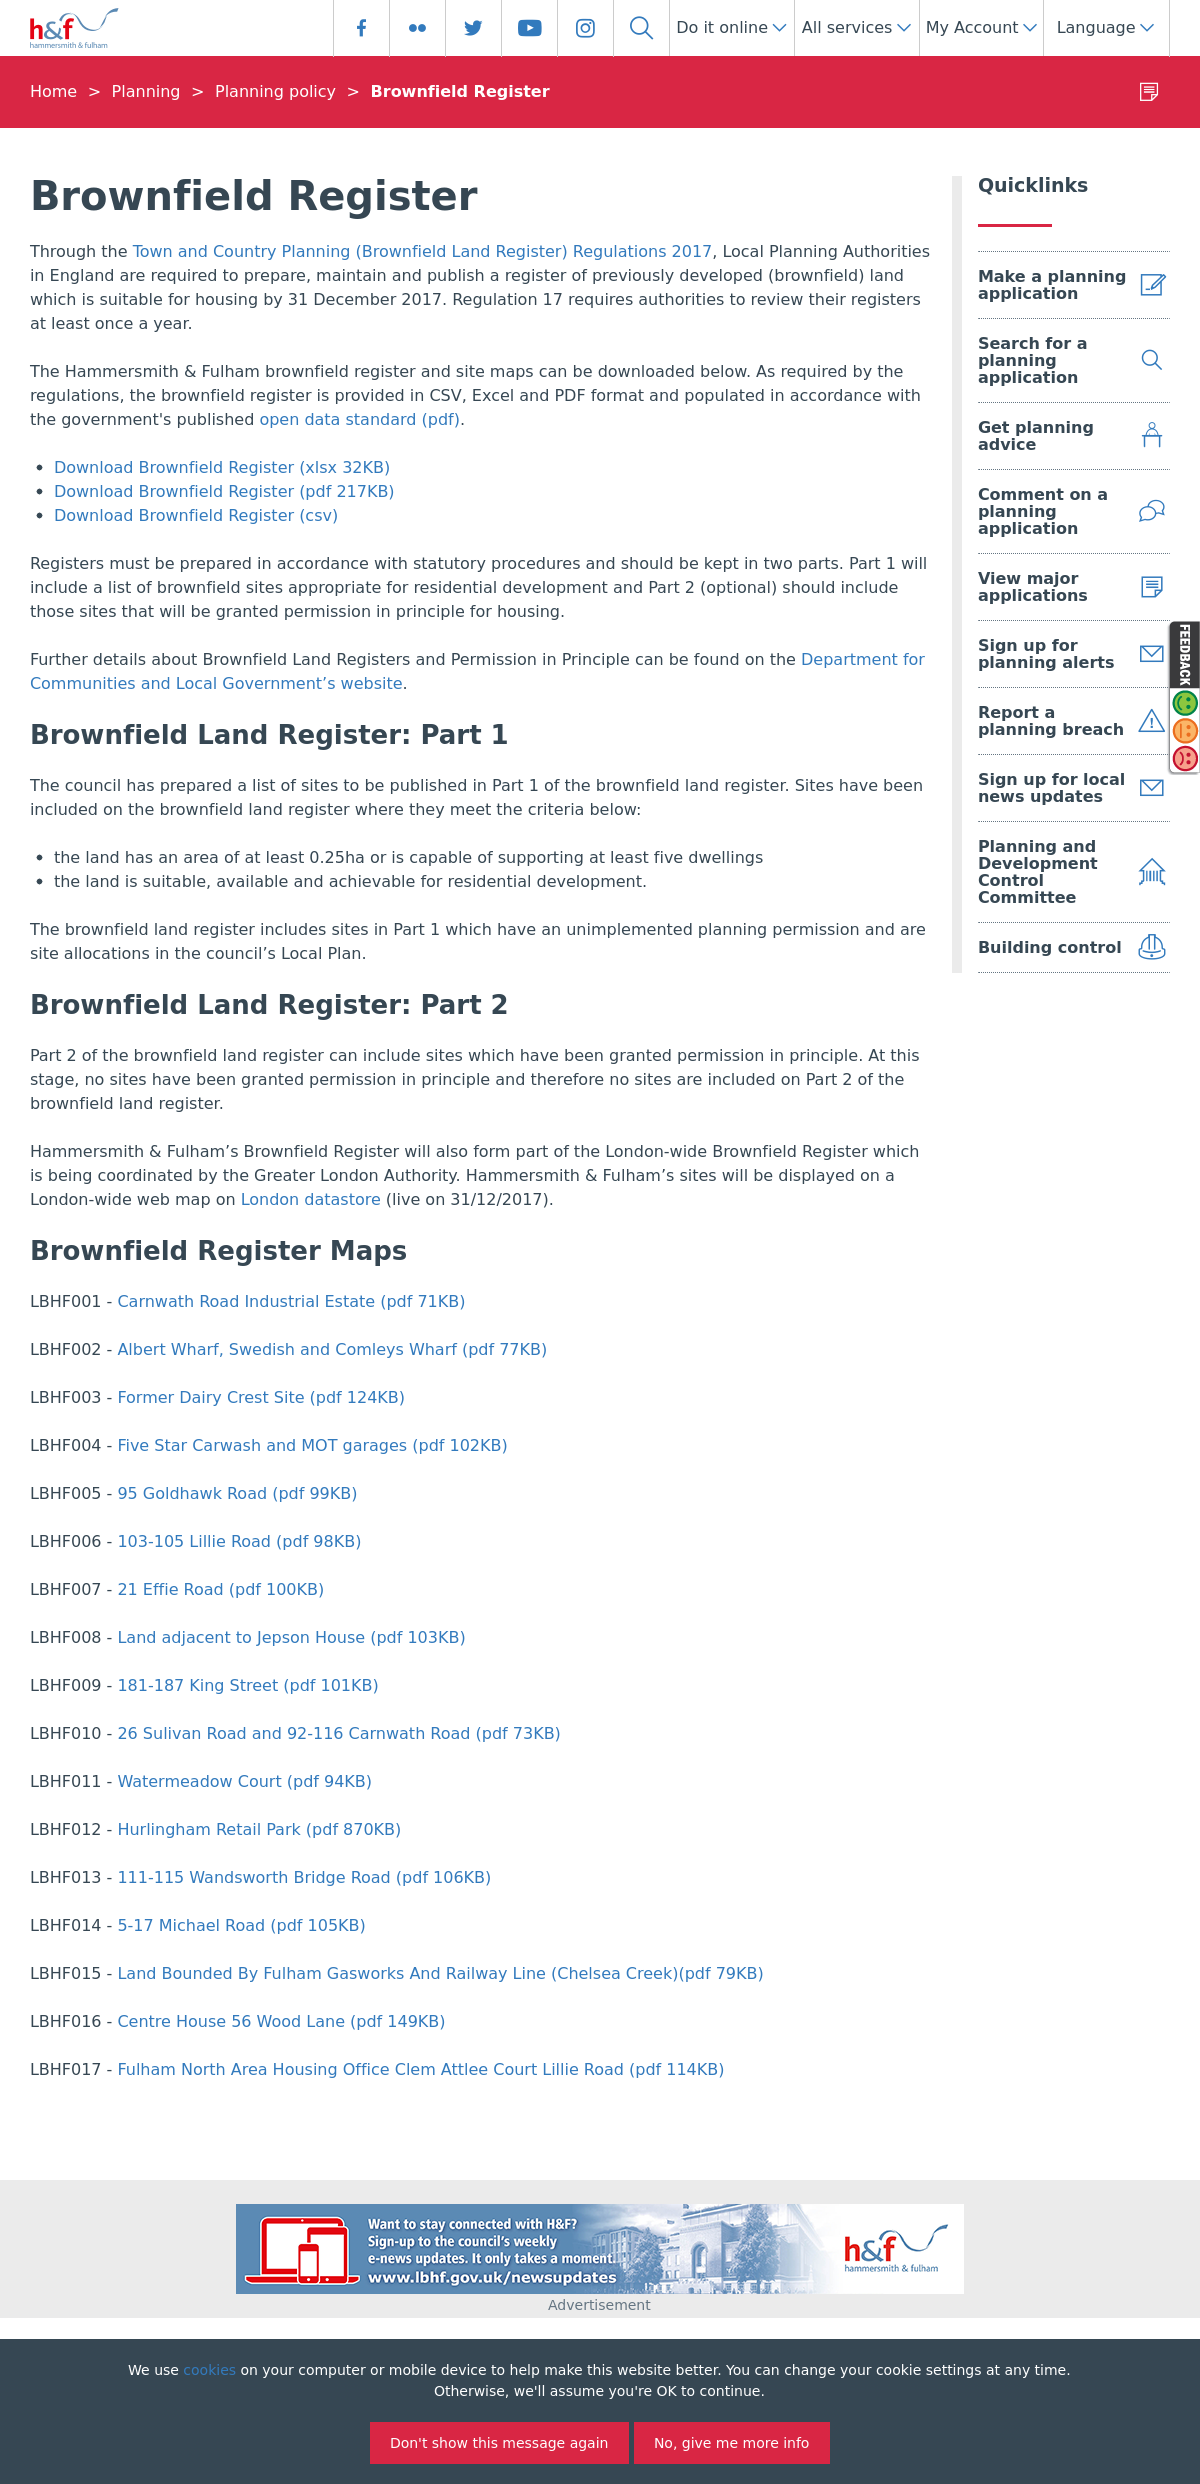 h&f
hammersmith & fulham
Do it online
All services
My Account
Language
Home > Planning > Planning policy > Brownfield Register
Brownfield Register
Through the Town and Country Planning (Brownfield Land Register) Regulations 2017, Local Planning Authorities
in England are required to prepare, maintain and publish a register of previously developed (brownfield) land
which is suitable for housing by 31 December 2017. Regulation 17 requires authorities to review their registers
at least once a year.
The Hammersmith & Fulham brownfield register and site maps can be downloaded below. As required by the
regulations, the brownfield register is provided in CSV, Excel and PDF format and populated in accordance with
the government's published open data standard (pdf).
• Download Brownfield Register (xlsx 32KB)
• Download Brownfield Register (pdf 217KB)
• Download Brownfield Register (csv)
Registers must be prepared in accordance with statutory procedures and should be kept in two parts. Part 1 will
include a list of brownfield sites appropriate for residential development and Part 2 (optional) should include
those sites that will be granted permission in principle for housing.
Further details about Brownfield Land Registers and Permission in Principle can be found on the Department for
Communities and Local Government’s website.
Brownfield Land Register: Part 1
The council has prepared a list of sites to be published in Part 1 of the brownfield land register. Sites have been
included on the brownfield land register where they meet the criteria below:
• the land has an area of at least 0.25ha or is capable of supporting at least five dwellings
• the land is suitable, available and achievable for residential development.
The brownfield land register includes sites in Part 1 which have an unimplemented planning permission and are
site allocations in the council’s Local Plan.
Brownfield Land Register: Part 2
Part 2 of the brownfield land register can include sites which have been granted permission in principle. At this
stage, no sites have been granted permission in principle and therefore no sites are included on Part 2 of the
brownfield land register.
Hammersmith & Fulham’s Brownfield Register will also form part of the London-wide Brownfield Register which
is being coordinated by the Greater London Authority. Hammersmith & Fulham’s sites will be displayed on a
London-wide web map on London datastore (live on 31/12/2017).
Brownfield Register Maps
LBHF001 - Carnwath Road Industrial Estate (pdf 71KB)
LBHF002 - Albert Wharf, Swedish and Comleys Wharf (pdf 77KB)
LBHF003 - Former Dairy Crest Site (pdf 124KB)
LBHF004 - Five Star Carwash and MOT garages (pdf 102KB)
LBHF005 - 95 Goldhawk Road (pdf 99KB)
LBHF006 - 103-105 Lillie Road (pdf 98KB)
LBHF007 - 21 Effie Road (pdf 100KB)
LBHF008 - Land adjacent to Jepson House (pdf 103KB)
LBHF009 - 181-187 King Street (pdf 101KB)
LBHF010 - 26 Sulivan Road and 92-116 Carnwath Road (pdf 73KB)
LBHF011 - Watermeadow Court (pdf 94KB)
LBHF012 - Hurlingham Retail Park (pdf 870KB)
LBHF013 - 111-115 Wandsworth Bridge Road (pdf 106KB)
LBHF014 - 5-17 Michael Road (pdf 105KB)
LBHF015 - Land Bounded By Fulham Gasworks And Railway Line (Chelsea Creek)(pdf 79KB)
LBHF016 - Centre House 56 Wood Lane (pdf 149KB)
LBHF017 - Fulham North Area Housing Office Clem Attlee Court Lillie Road (pdf 114KB)
Quicklinks
Make a planning
application
Search for a
planning
application
Get planning
advice
Comment on a
planning
application
View major
applications
Sign up for
planning alerts
Report a
planning breach
Sign up for local
news updates
Planning and
Development
Control
Committee
Building control
FEEDBACK
Want to stay connected with H&F?
Sign-up to the council’s weekly
e-news updates. It only takes a moment.
www.lbhf.gov.uk/newsupdates
h&f
hammersmith & fulham
Advertisement
We use cookies on your computer or mobile device to help make this website better. You can change your cookie settings at any time.
Otherwise, we'll assume you're OK to continue.
Don't show this message again
No, give me more info